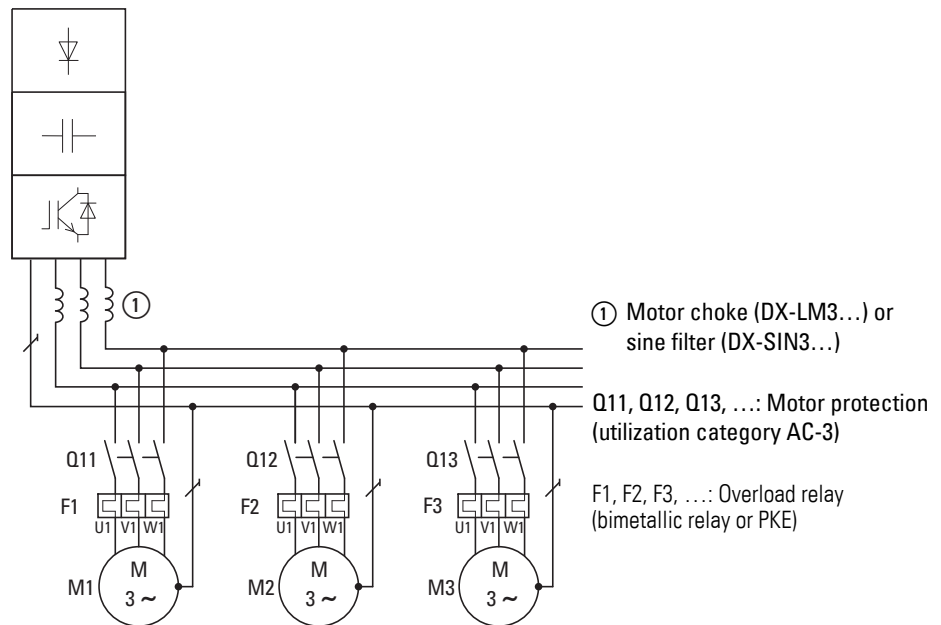 ①
① Motor choke (DX-LM3…) or
sine filter (DX-SIN3…)
Q11, Q12, Q13, …: Motor protection
(utilization category AC-3)
Q11
Q12
Q13
F1
F2
F3
F1, F2, F3, …: Overload relay
(bimetallic relay or PKE)
U1 V1 W1
U1 V1 W1
U1 V1 W1
M1
M
3 ~
M2
M
3 ~
M3
M
3 ~